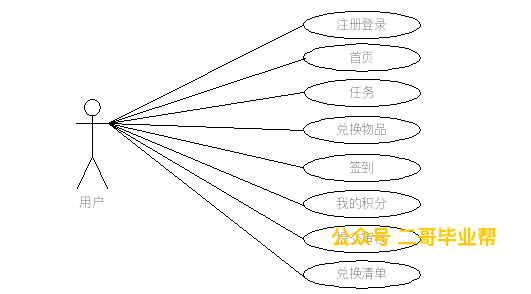 注册登录
首页
任务
兑换物品
签到
我的积分
公众号 二哥毕业帮
兑换清单
用户